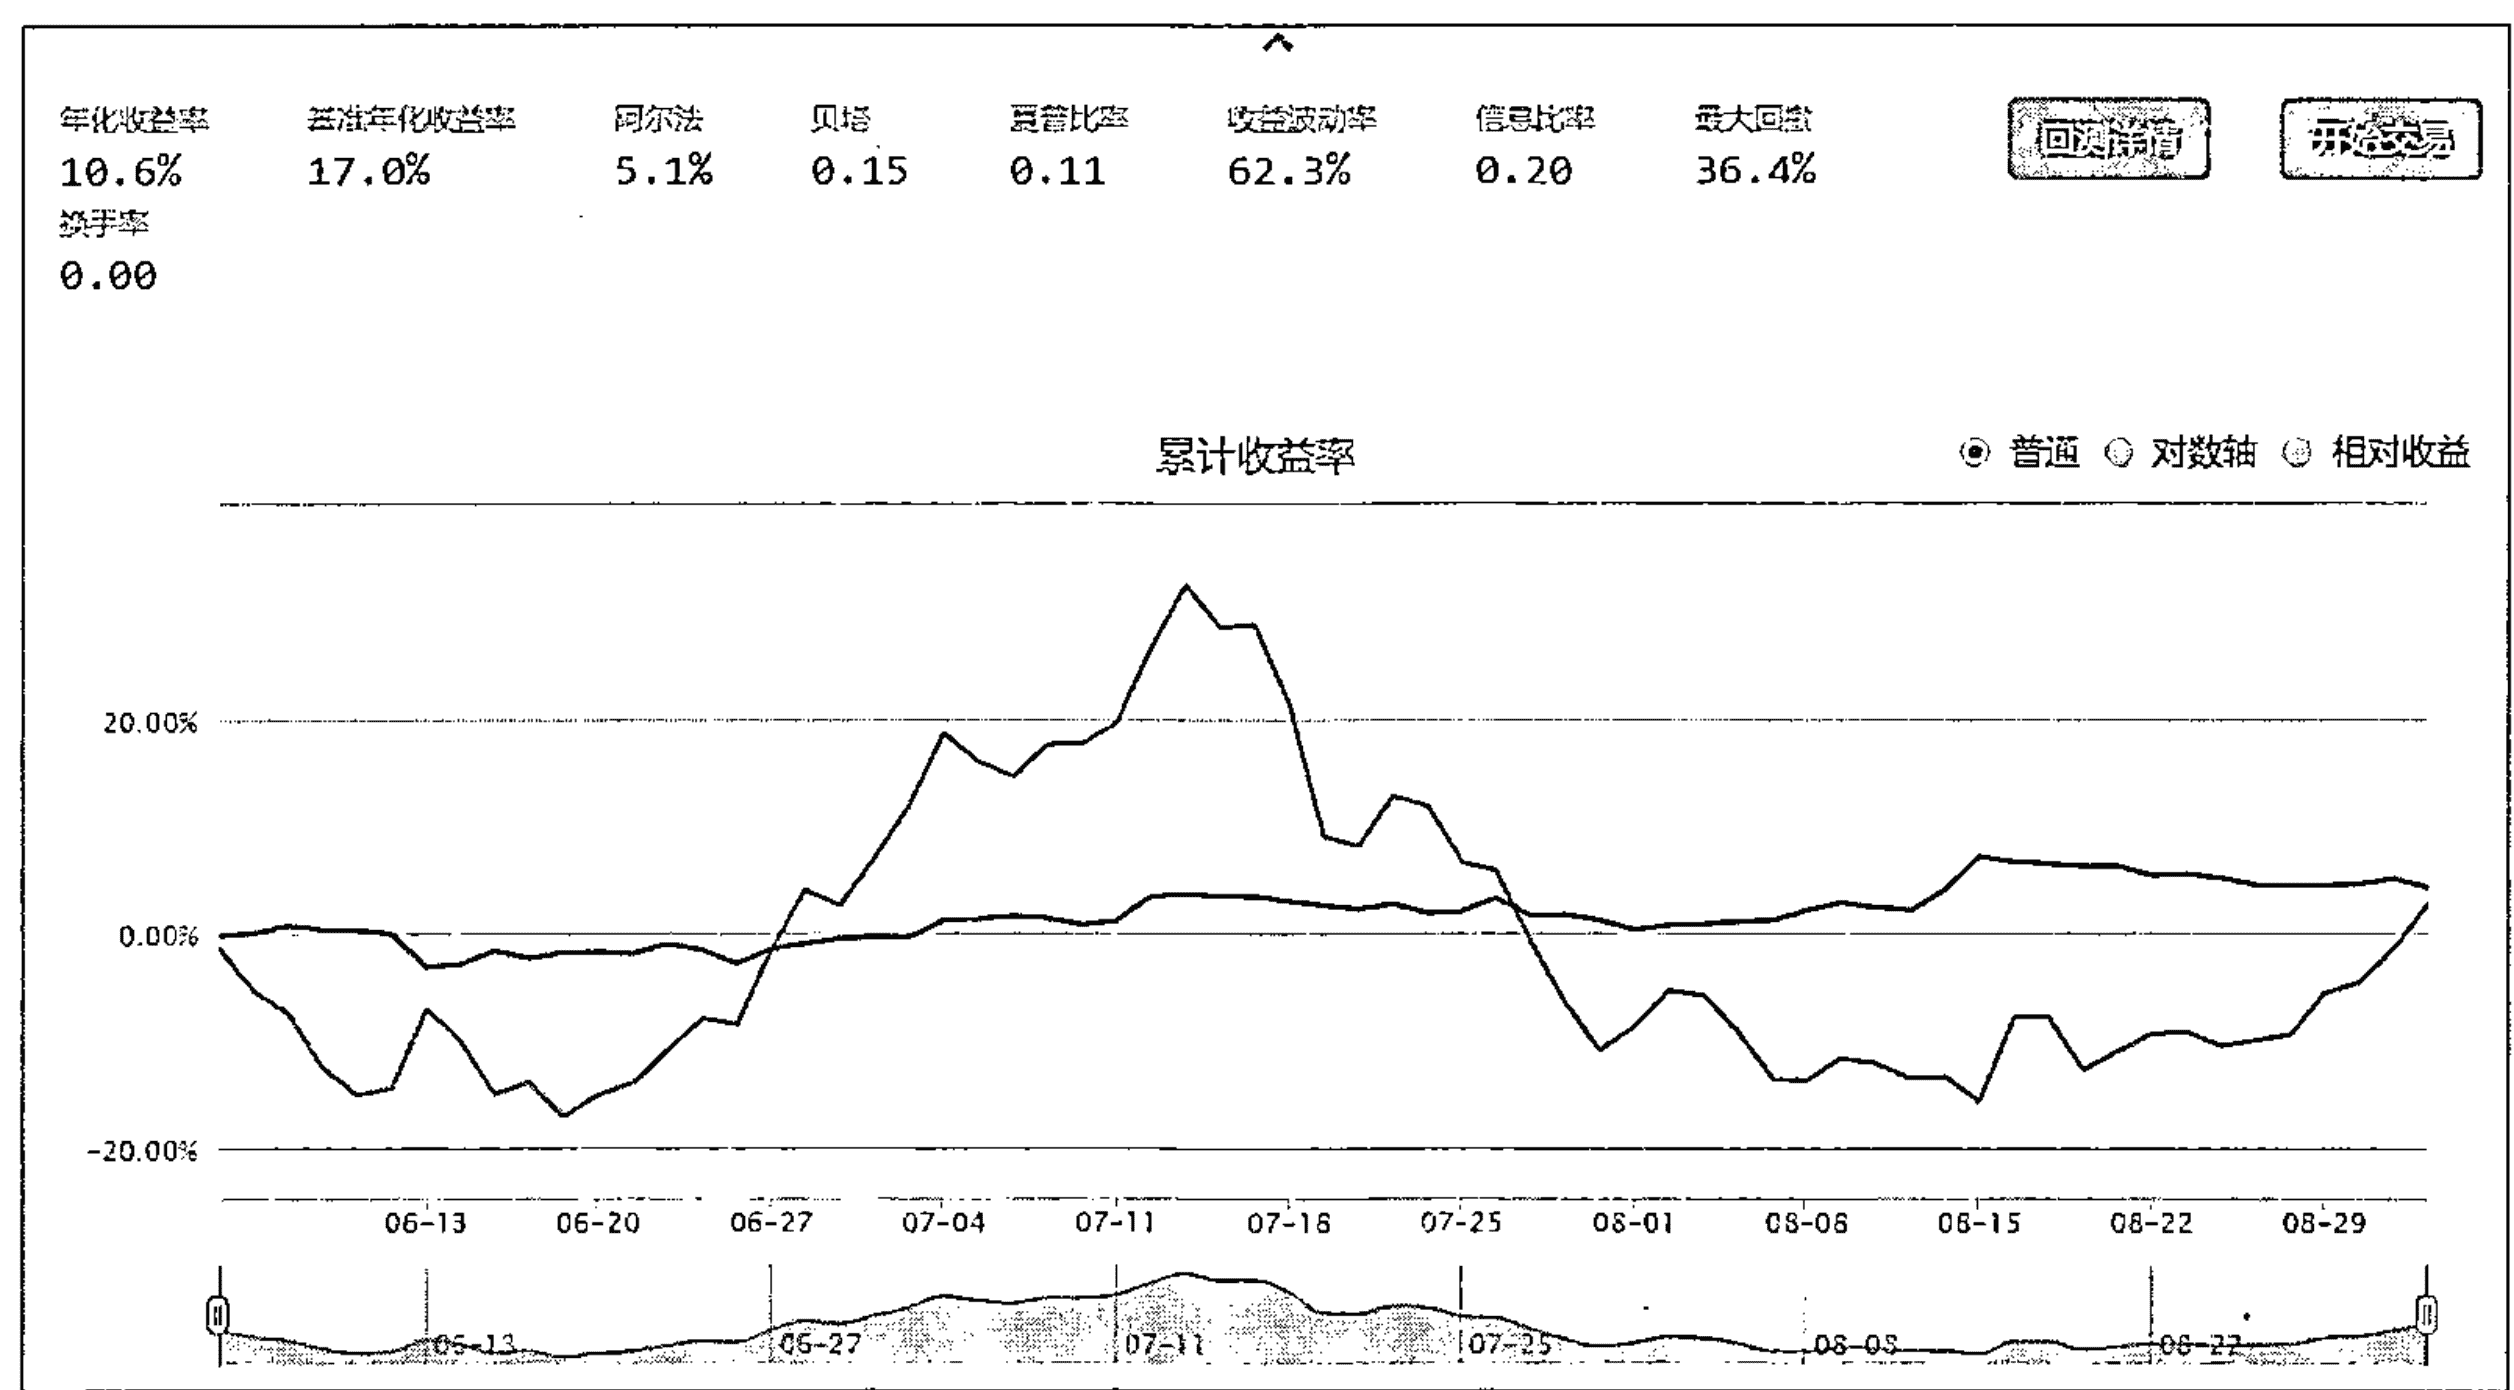 年化收益率 基准年化收益率 阿尔法 贝塔 夏普比率 收益波动率 信息比率 最大回撤 回测详情 开始交易
10.6% 17.0% 5.1% 0.15 0.11 62.3% 0.20 36.4%
换手率
0.00
累计收益率 普通 对数轴 相对收益
20.00%
0.00%
-20.00%
06-13 06-20 06-27 07-04 07-11 07-18 07-25 08-01 08-08 08-15 08-22 08-29
06-13 06-27 07-11 07-25 08-08 08-22